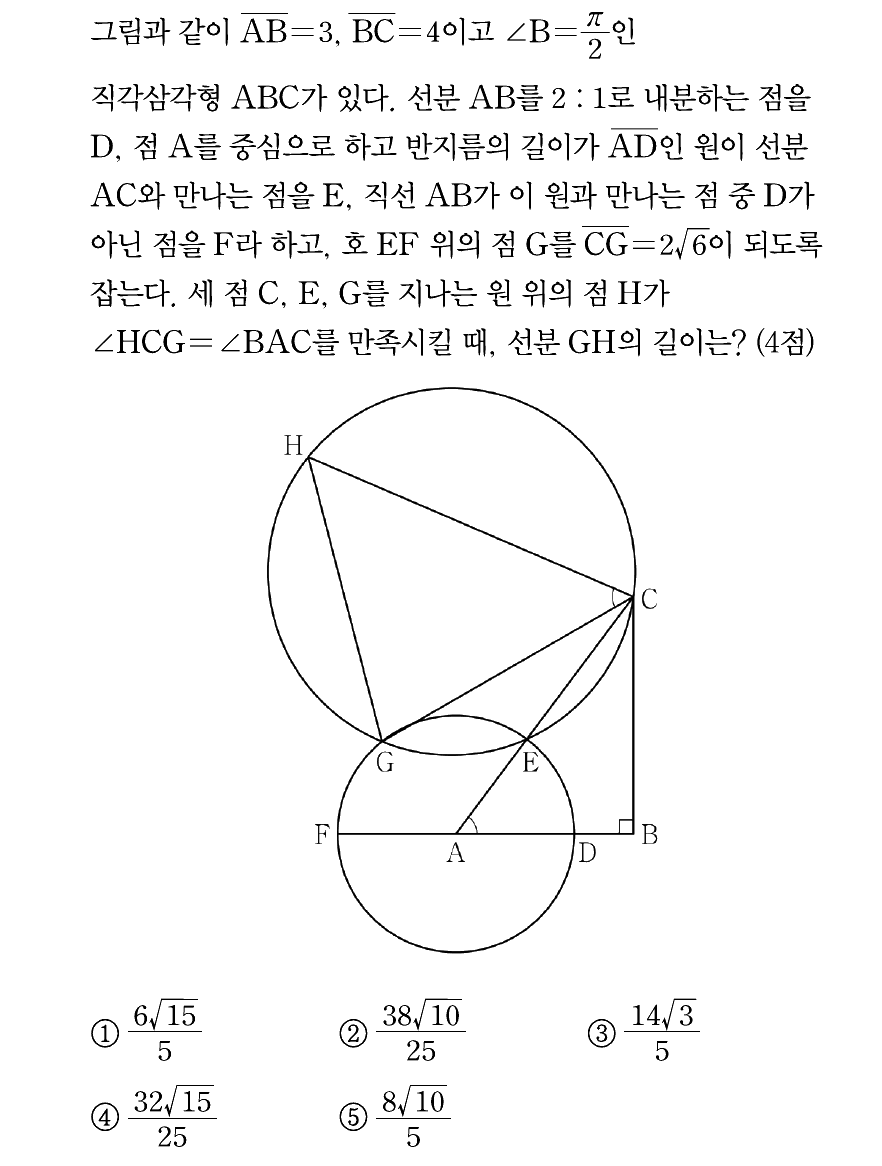 그림과 같이 AB=3, BC=4이고 ∠B=π/2인
직각삼각형 ABC가 있다. 선분 AB를 2 : 1로 내분하는 점을
D, 점 A를 중심으로 하고 반지름의 길이가 AD인 원이 선분
AC와 만나는 점을 E, 직선 AB가 이 원과 만나는 점 중 D가
아닌 점을 F라 하고, 호 EF 위의 점 G를 CG=2√6이 되도록
잡는다. 세 점 C, E, G를 지나는 원 위의 점 H가
∠HCG=∠BAC를 만족시킬 때, 선분 GH의 길이는? (4점)
H
C
G E
F A D B
① 6√15/5 ② 38√10/25 ③ 14√3/5
④ 32√15/25 ⑤ 8√10/5